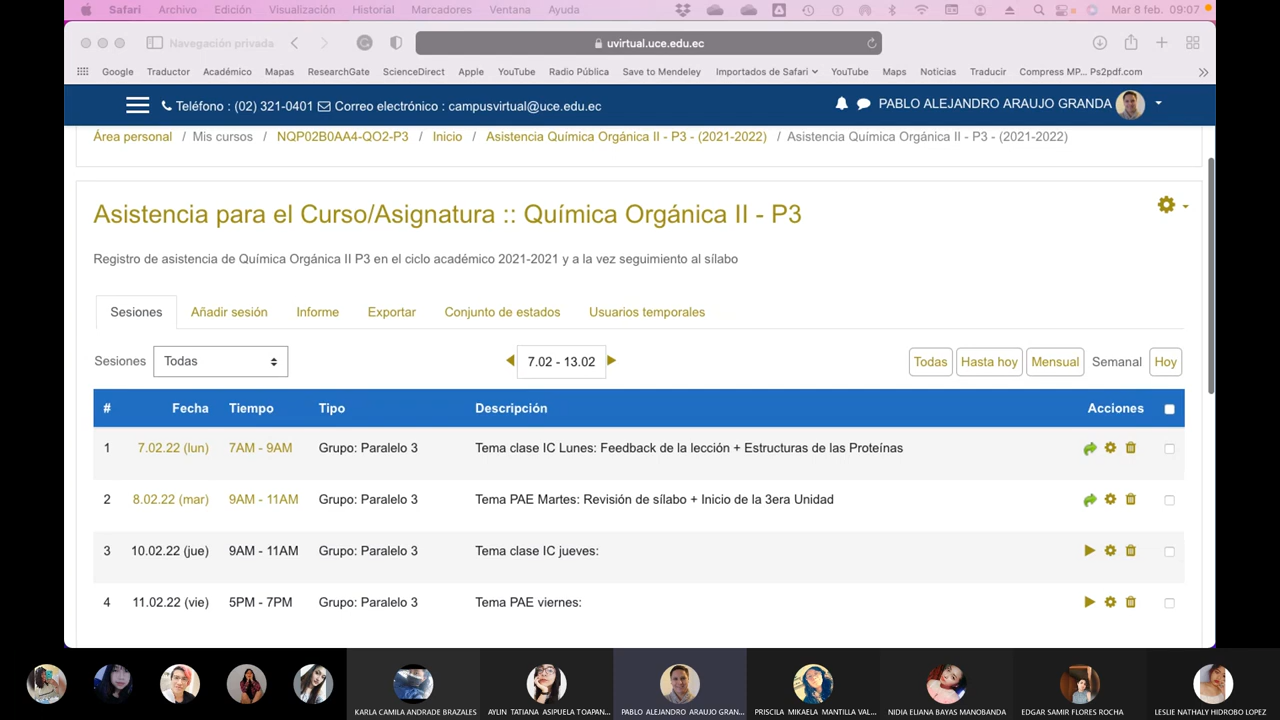 Safari Archivo Edición Visualización Historial Marcadores Ventana Ayuda Mar 8 feb. 09:07
Navegación privada uvirtual.uce.edu.ec
Google Traductor Académico Mapas ResearchGate ScienceDirect Apple YouTube Radio Pública Save to Mendeley Importados de Safari YouTube Maps Noticias Traducir Compress MP... Ps2pdf.com
Teléfono : (02) 321-0401 Correo electrónico : campusvirtual@uce.edu.ec PABLO ALEJANDRO ARAUJO GRANDA
Área personal / Mis cursos / NQP02B0AA4-QO2-P3 / Inicio / Asistencia Química Orgánica II - P3 - (2021-2022) / Asistencia Química Orgánica II - P3 - (2021-2022)
Asistencia para el Curso/Asignatura :: Química Orgánica II - P3
Registro de asistencia de Química Orgánica II P3 en el ciclo académico 2021-2021 y a la vez seguimiento al sílabo
Sesiones Añadir sesión Informe Exportar Conjunto de estados Usuarios temporales
Sesiones Todas 7.02 - 13.02 Todas Hasta hoy Mensual Semanal Hoy
# Fecha Tiempo Tipo Descripción Acciones
1 7.02.22 (lun) 7AM - 9AM Grupo: Paralelo 3 Tema clase IC Lunes: Feedback de la lección + Estructuras de las Proteínas
2 8.02.22 (mar) 9AM - 11AM Grupo: Paralelo 3 Tema PAE Martes: Revisión de sílabo + Inicio de la 3era Unidad
3 10.02.22 (jue) 9AM - 11AM Grupo: Paralelo 3 Tema clase IC jueves:
4 11.02.22 (vie) 5PM - 7PM Grupo: Paralelo 3 Tema PAE viernes:
KARLA CAMILA ANDRADE BRAZALES AYLIN TATIANA ASIPUELA TOAPAN... PABLO ALEJANDRO ARAUJO GRAN... PRISCILA MIKAELA MANTILLA VAL... NIDIA ELIANA BAYAS MANOBANDA EDGAR SAMIR FLORES ROCHA LESLIE NATHALY HIDROBO LOPEZ